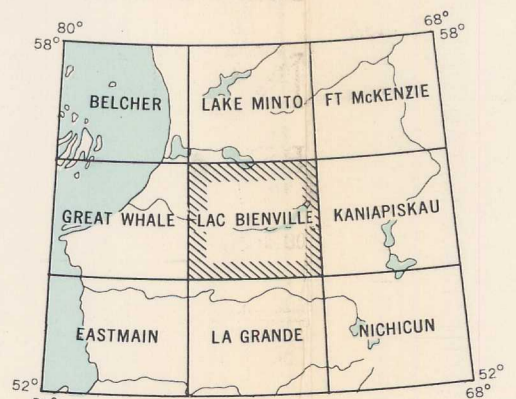 80° 68°
58° 58°
BELCHER LAKE MINTO FT McKENZIE
GREAT WHALE LAC BIENVILLE KANIAPISKAU
EASTMAIN LA GRANDE NICHICUN
52° 52°
68°